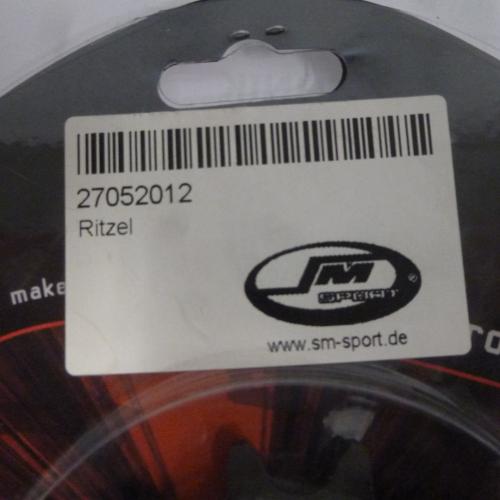 27052012
Ritzel
SM
SPORT
®
www.sm-sport.de
make
ro